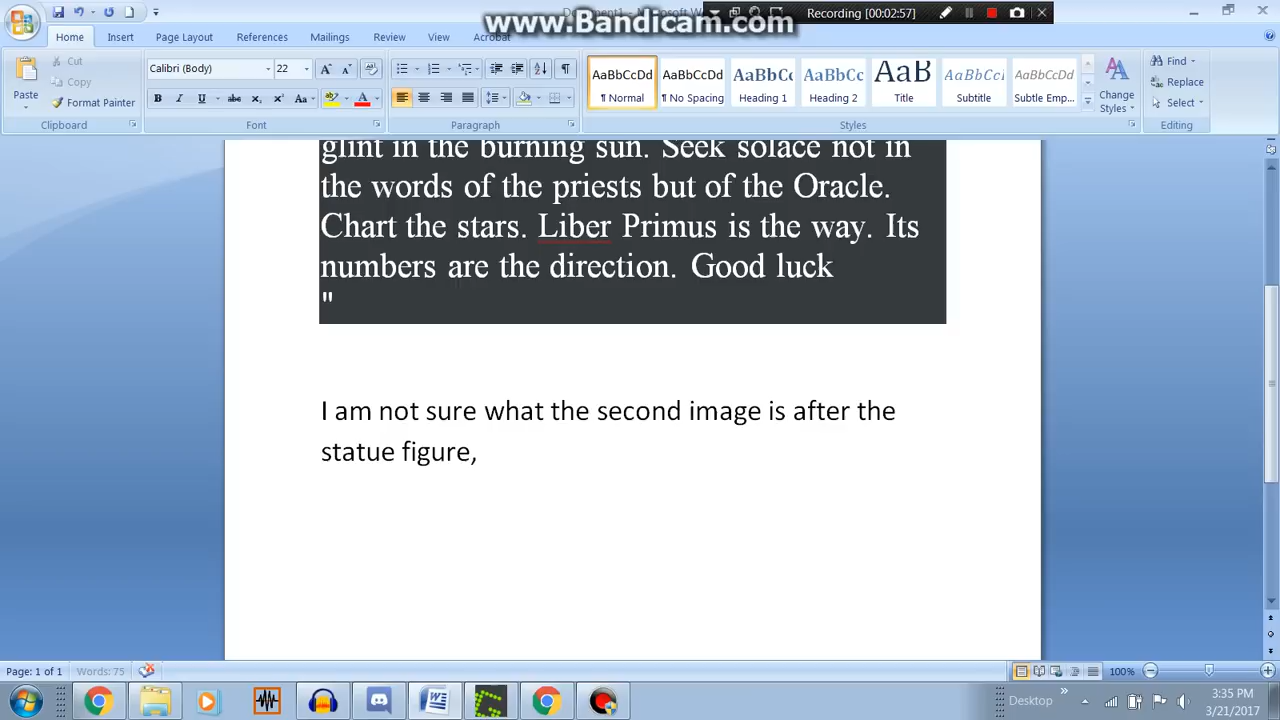 Document1 - Microsoft W
www.Bandicam.com
Recording [00:02:57]
Home Insert Page Layout References Mailings Review View Acrobat
Paste
Cut
Copy
Format Painter
Clipboard
Calibri (Body) 22
Font
Paragraph
AaBbCcDd AaBbCcDd AaBbCc AaBbCc AaB AaBbCcI AaBbCcDd
¶ Normal ¶ No Spacing Heading 1 Heading 2 Title Subtitle Subtle Emp...
Styles
Change
Styles
Find
Replace
Select
Editing
glint in the burning sun. Seek solace not in
the words of the priests but of the Oracle.
Chart the stars. Liber Primus is the way. Its
numbers are the direction. Good luck
"
I am not sure what the second image is after the
statue figure,
Page: 1 of 1 Words: 75
100%
Desktop
3:35 PM
3/21/2017